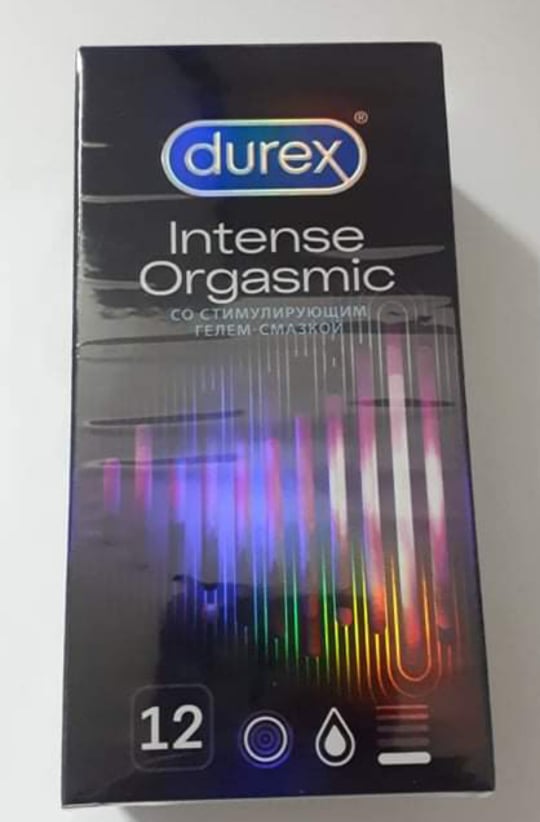 durex®
Intense
Orgasmic
СО СТИМУЛИРУЮЩИМ
ГЕЛЕМ-СМАЗКОЙ
12